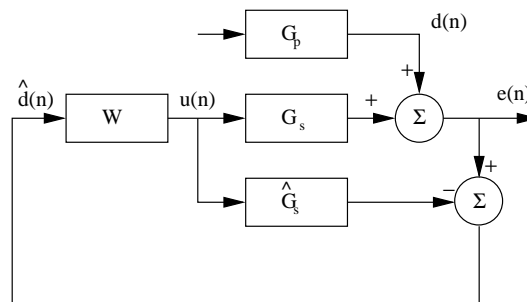 G_p
d(n)
+
d̂(n)
W
u(n)
G_s
+
Σ
e(n)
Ĝ_s
−
+
Σ